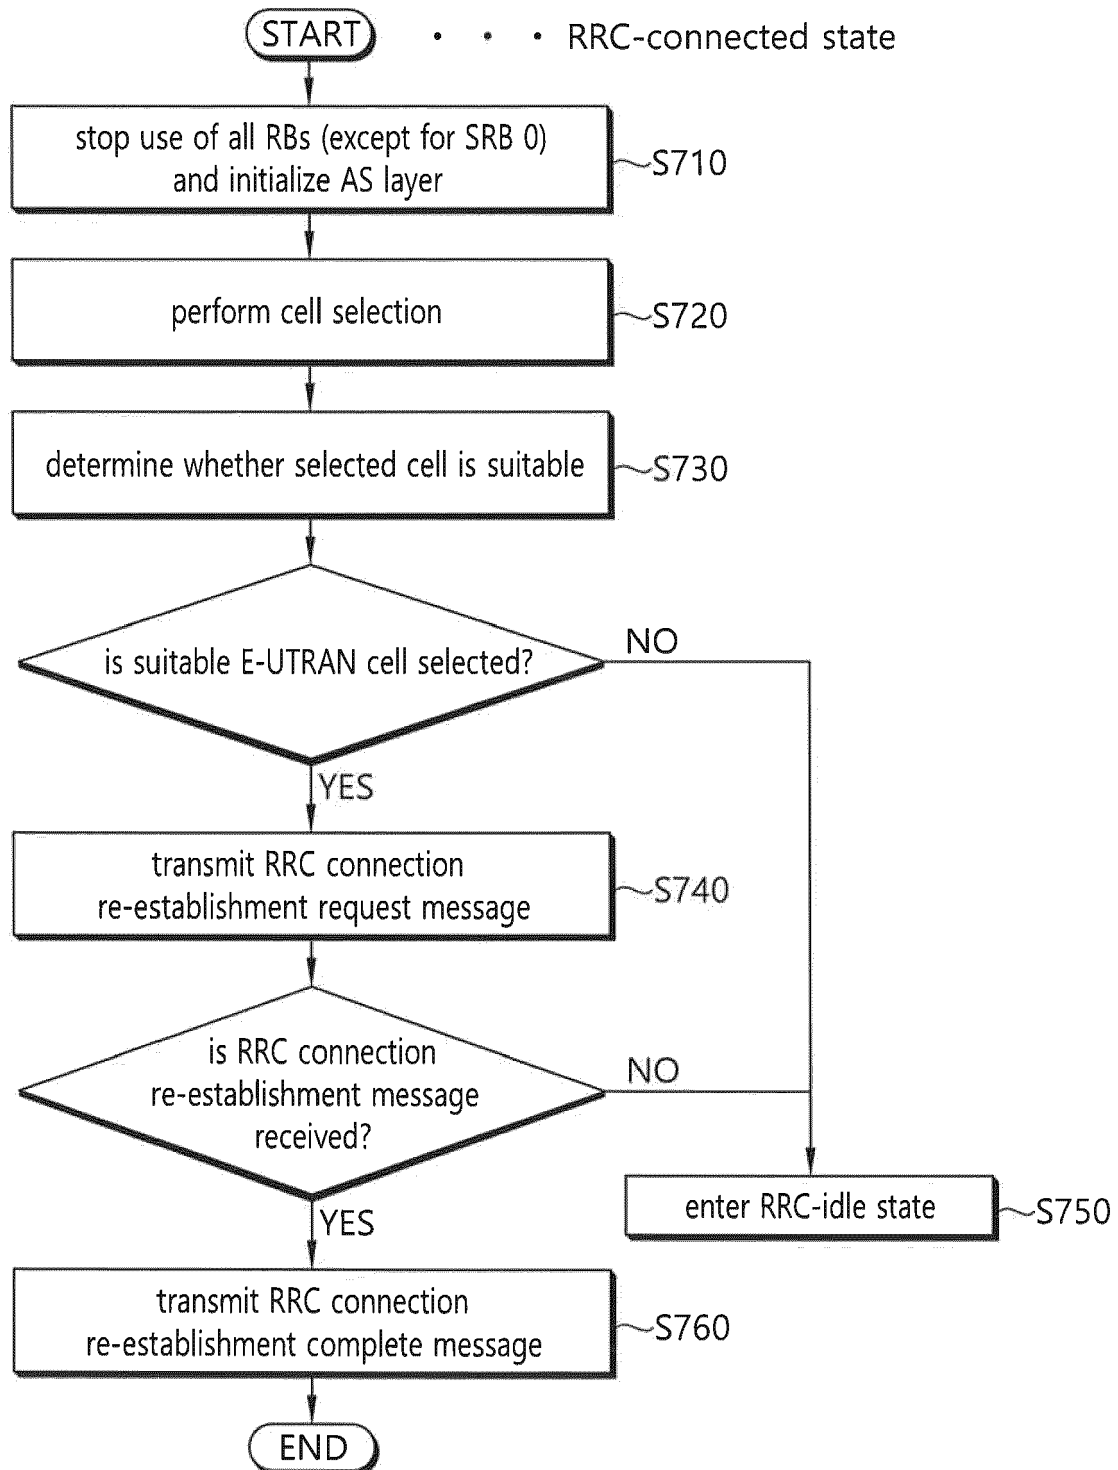 START · · · RRC-connected state
stop use of all RBs (except for SRB 0)
and initialize AS layer
S710
perform cell selection
S720
determine whether selected cell is suitable
S730
is suitable E-UTRAN cell selected?
NO
YES
transmit RRC connection
re-establishment request message
S740
is RRC connection
re-establishment message
received?
NO
YES
enter RRC-idle state
S750
transmit RRC connection
re-establishment complete message
S760
END